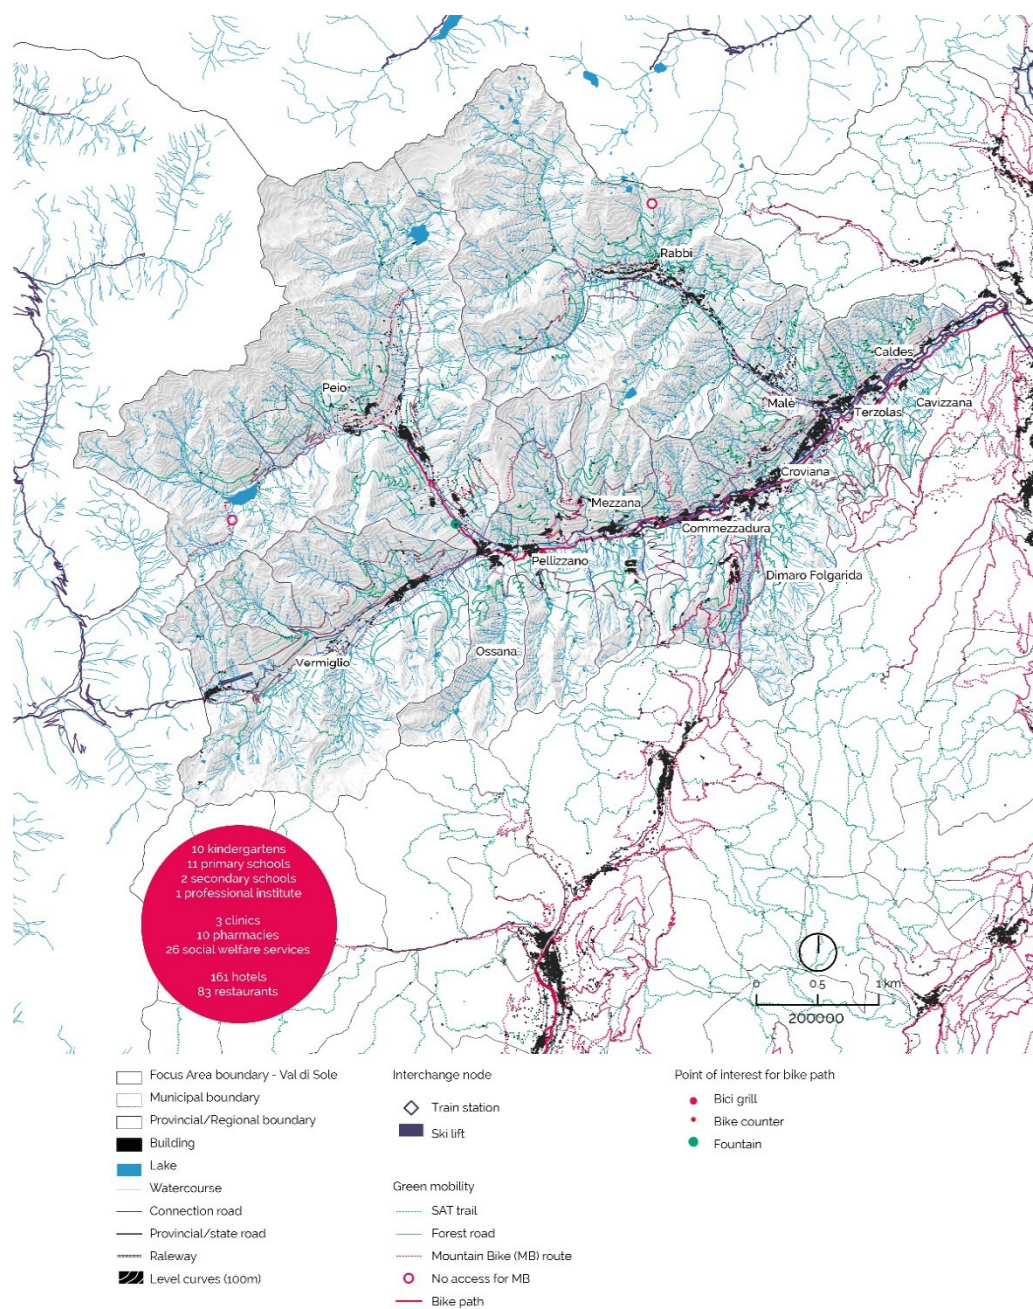 Rabbi
Caldes
Peio
Malé
Cavizzana
Terzolas
Croviana
Mezzana
Commezzadura
Pellizzano
Dimaro Folgarida
Ossana
Vermiglio
10 kindergartens
11 primary schools
2 secondary schools
1 professional institute
3 clinics
10 pharmacies
26 social welfare services
161 hotels
83 restaurants
0 0.5 1 km
200000
Focus Area boundary - Val di Sole
Municipal boundary
Provincial/Regional boundary
Building
Lake
Watercourse
Connection road
Provincial/state road
Raleway
Level curves (100m)
Interchange node
Train station
Ski lift
Green mobility
SAT trail
Forest road
Mountain Bike (MB) route
No access for MB
Bike path
Point of interest for bike path
Bici grill
Bike counter
Fountain